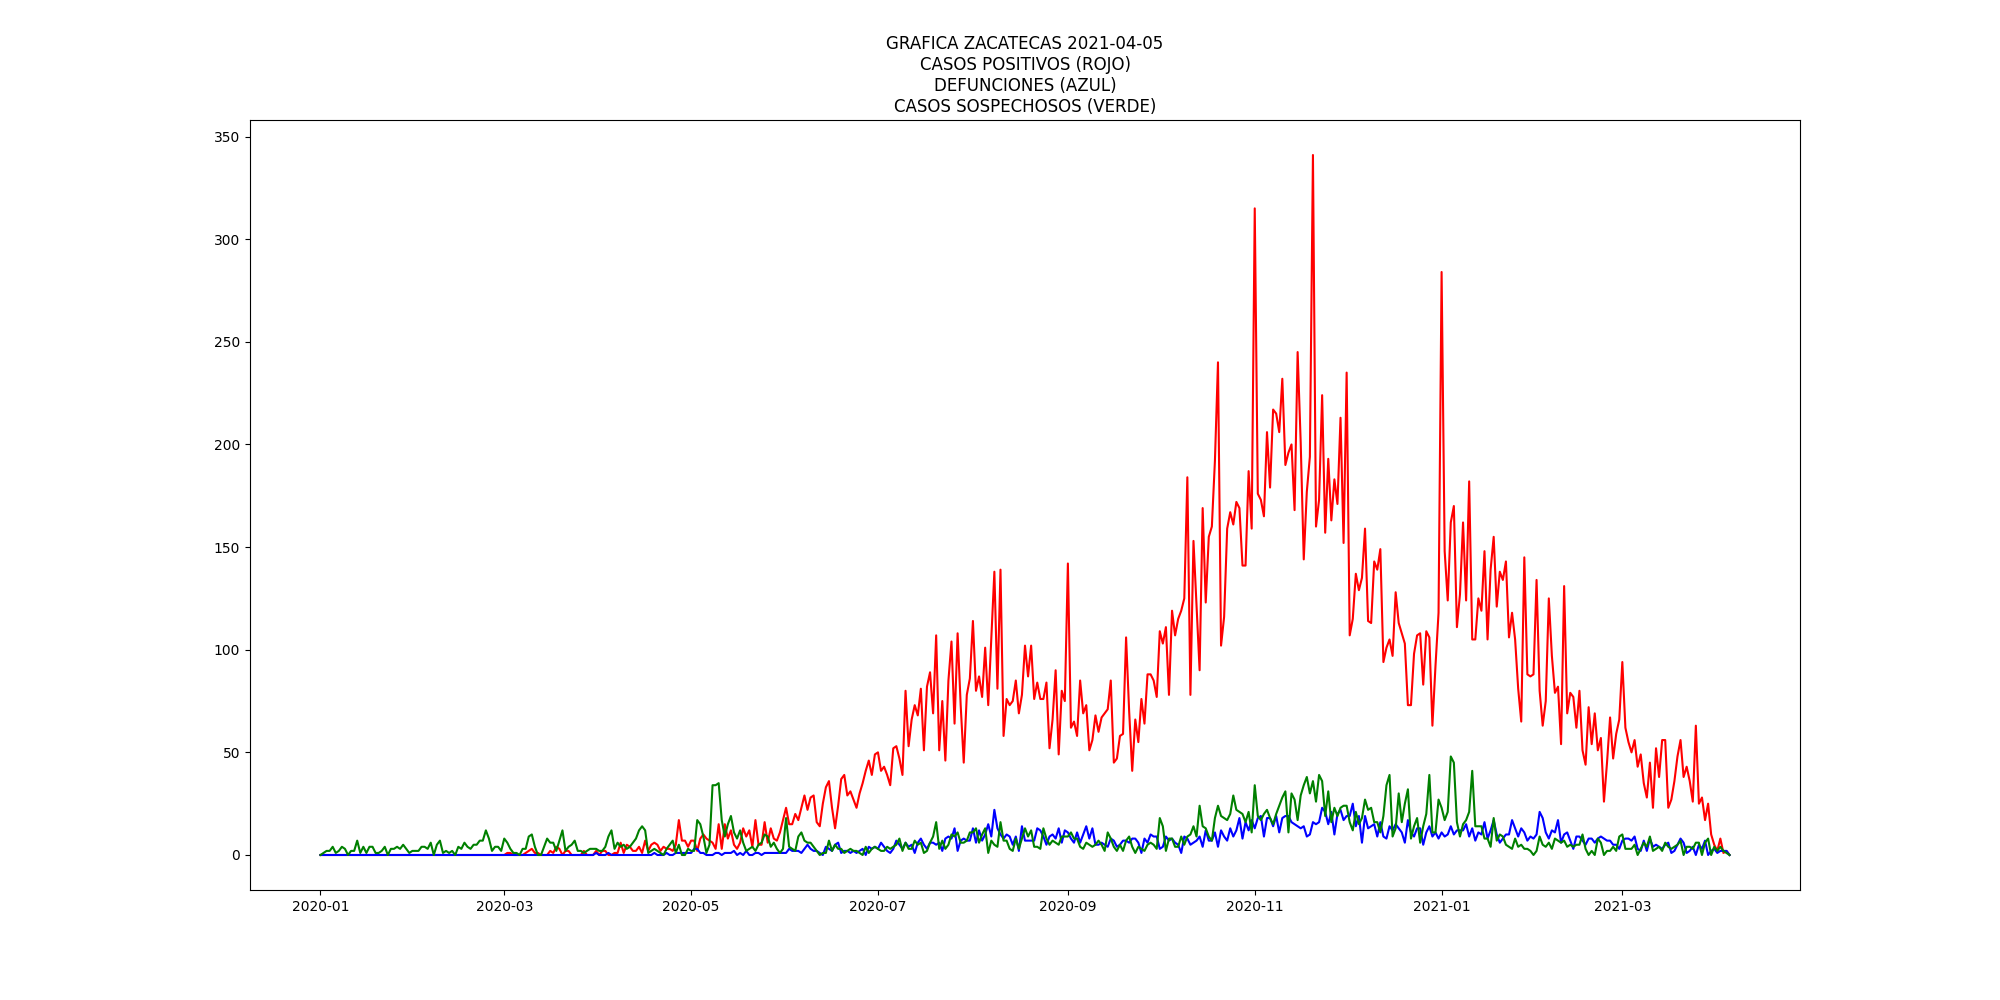 GRAFICA ZACATECAS 2021-04-05
CASOS POSITIVOS (ROJO)
DEFUNCIONES (AZUL)
CASOS SOSPECHOSOS (VERDE)
350
300
250
200
150
100
50
0
2020-01 2020-03 2020-05 2020-07 2020-09 2020-11 2021-01 2021-03